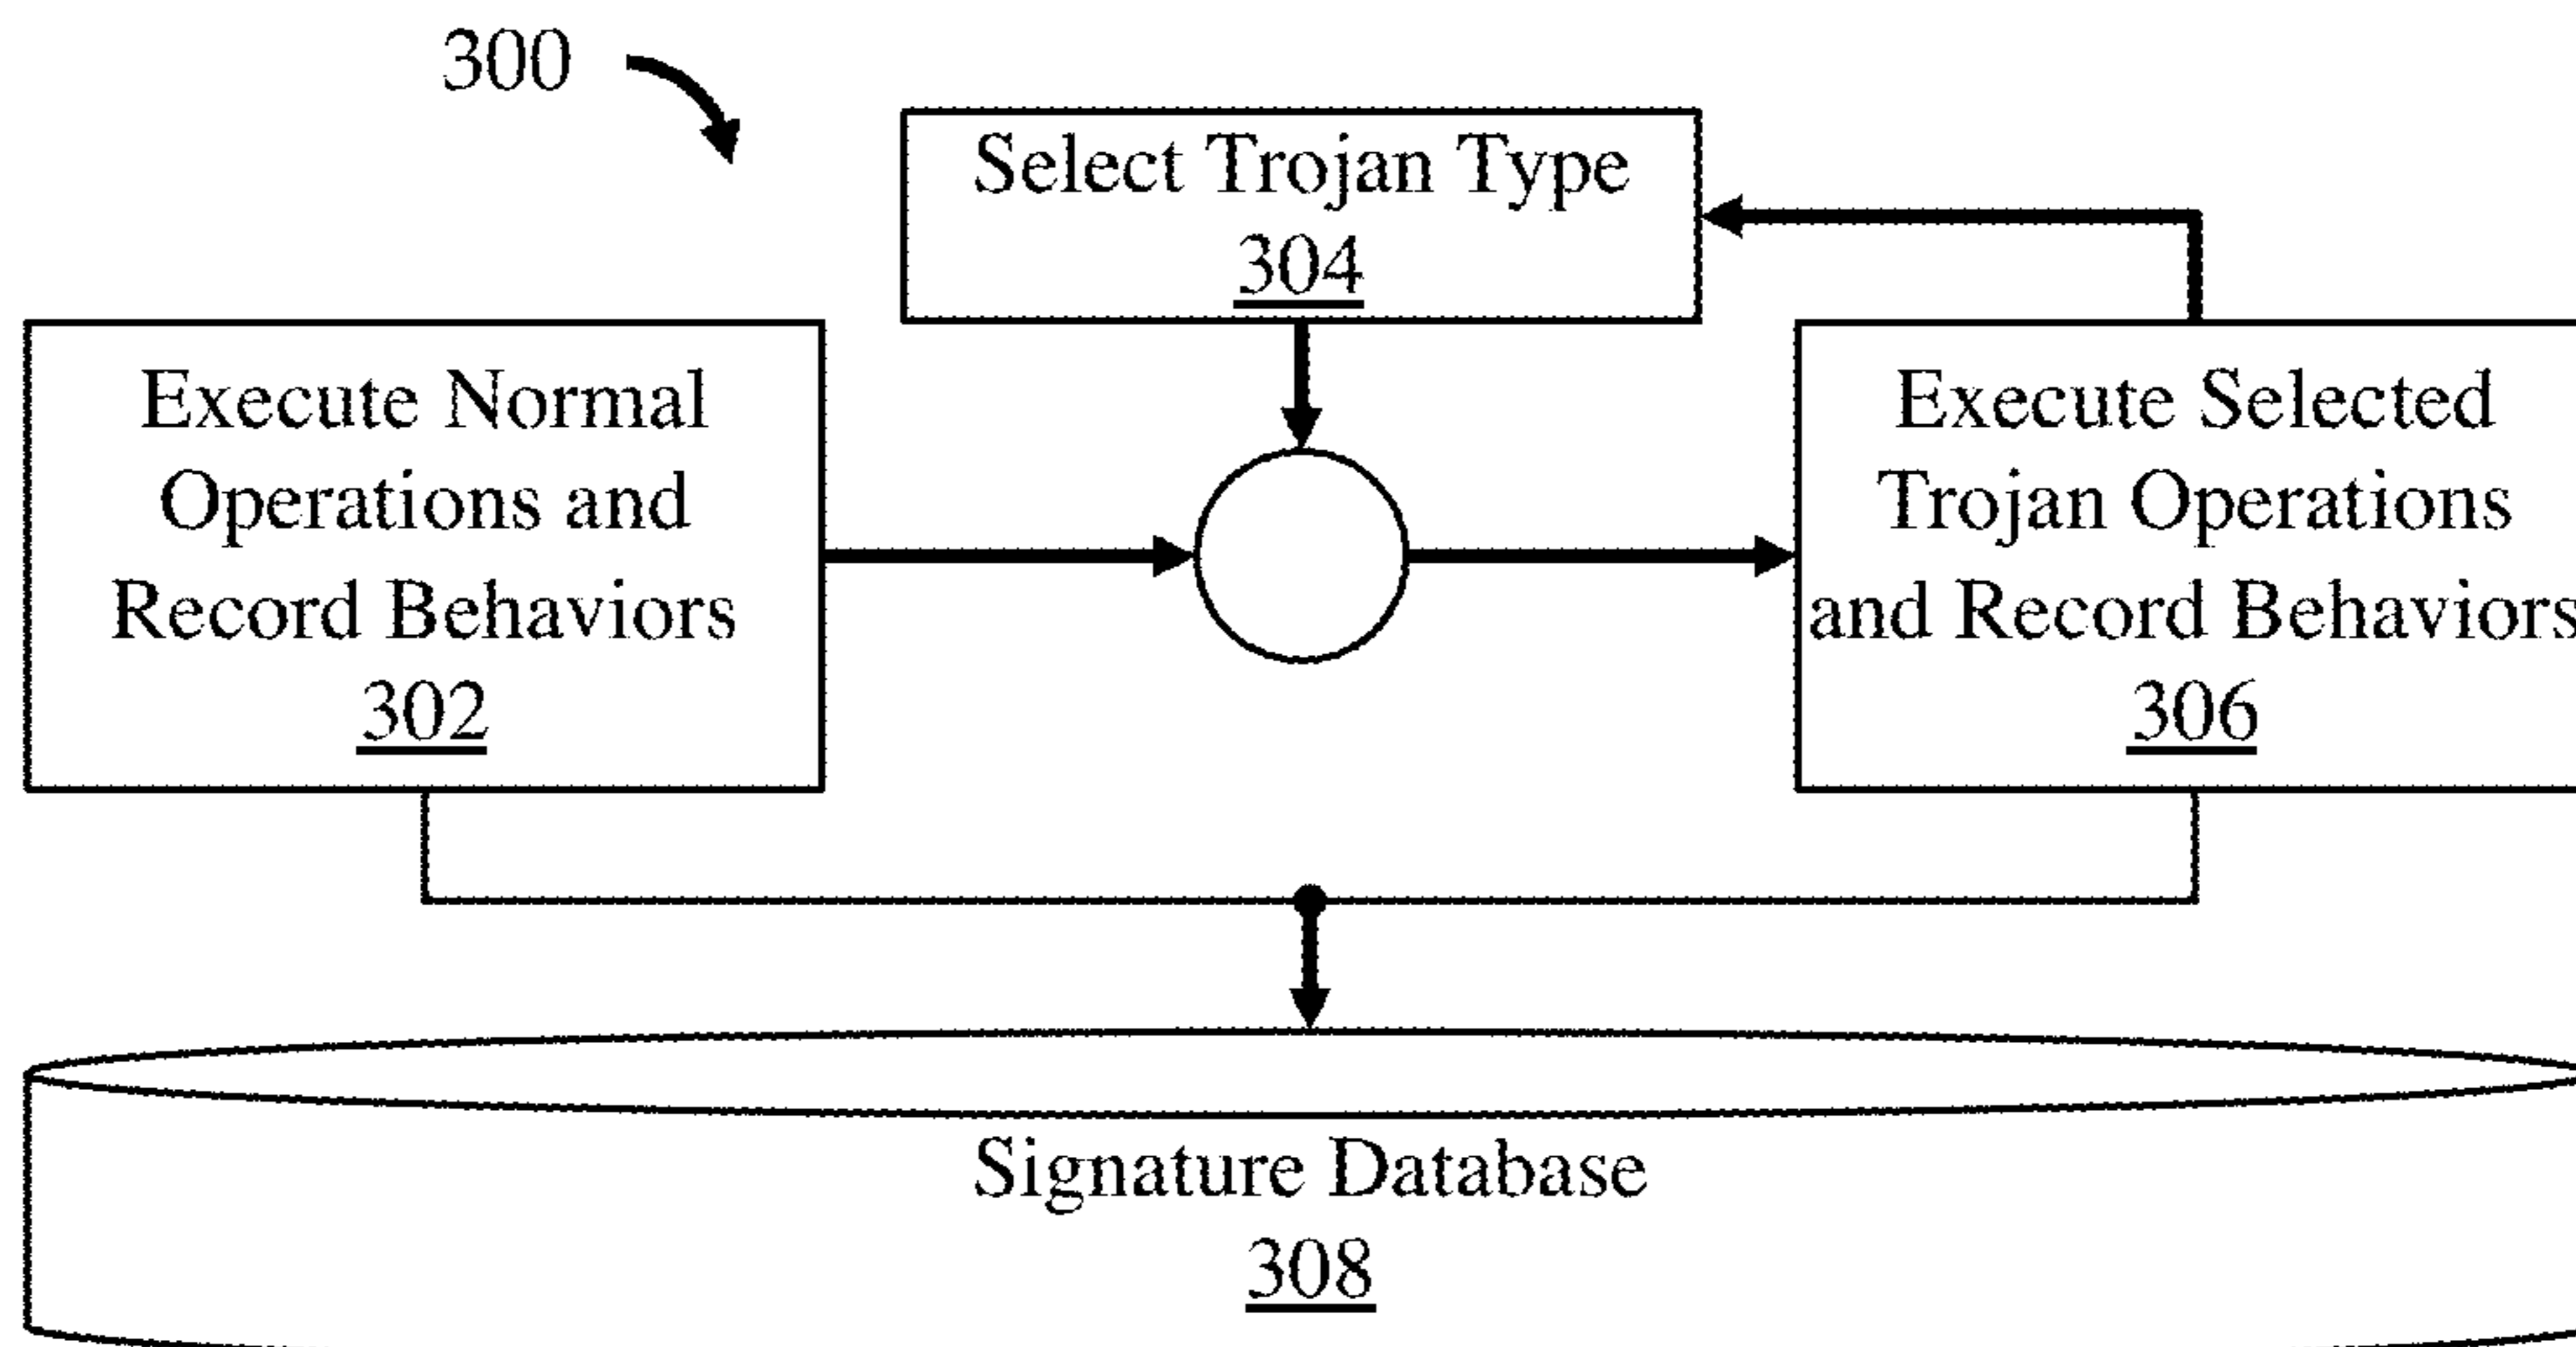 300
Select Trojan Type
304
Execute Normal
Operations and
Record Behaviors
302
Execute Selected
Trojan Operations
and Record Behaviors
306
Signature Database
308